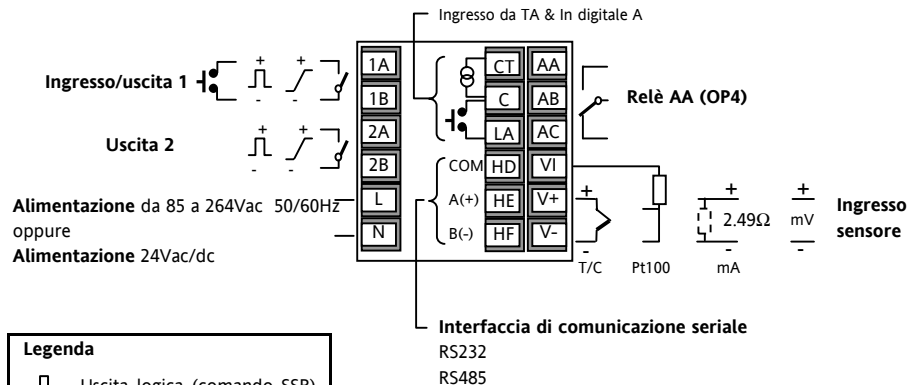 Ingresso da TA & In digitale A
Ingresso/uscita 1
+ +
- -
1A
1B
2A
2B
L
N
CT
C
LA
COM HD
A(+) HE
B(-) HF
AA
AB
AC
VI
V+
V-
Relè AA (OP4)
Uscita 2
+ +
- -
Alimentazione da 85 a 264Vac 50/60Hz
oppure
Alimentazione 24Vac/dc
+
-
T/C
Pt100
+
2.49Ω
-
mA
+
mV
-
Ingresso
sensore
Interfaccia di comunicazione seriale
RS232
RS485
Legenda
Uscita logica (comando SSR)